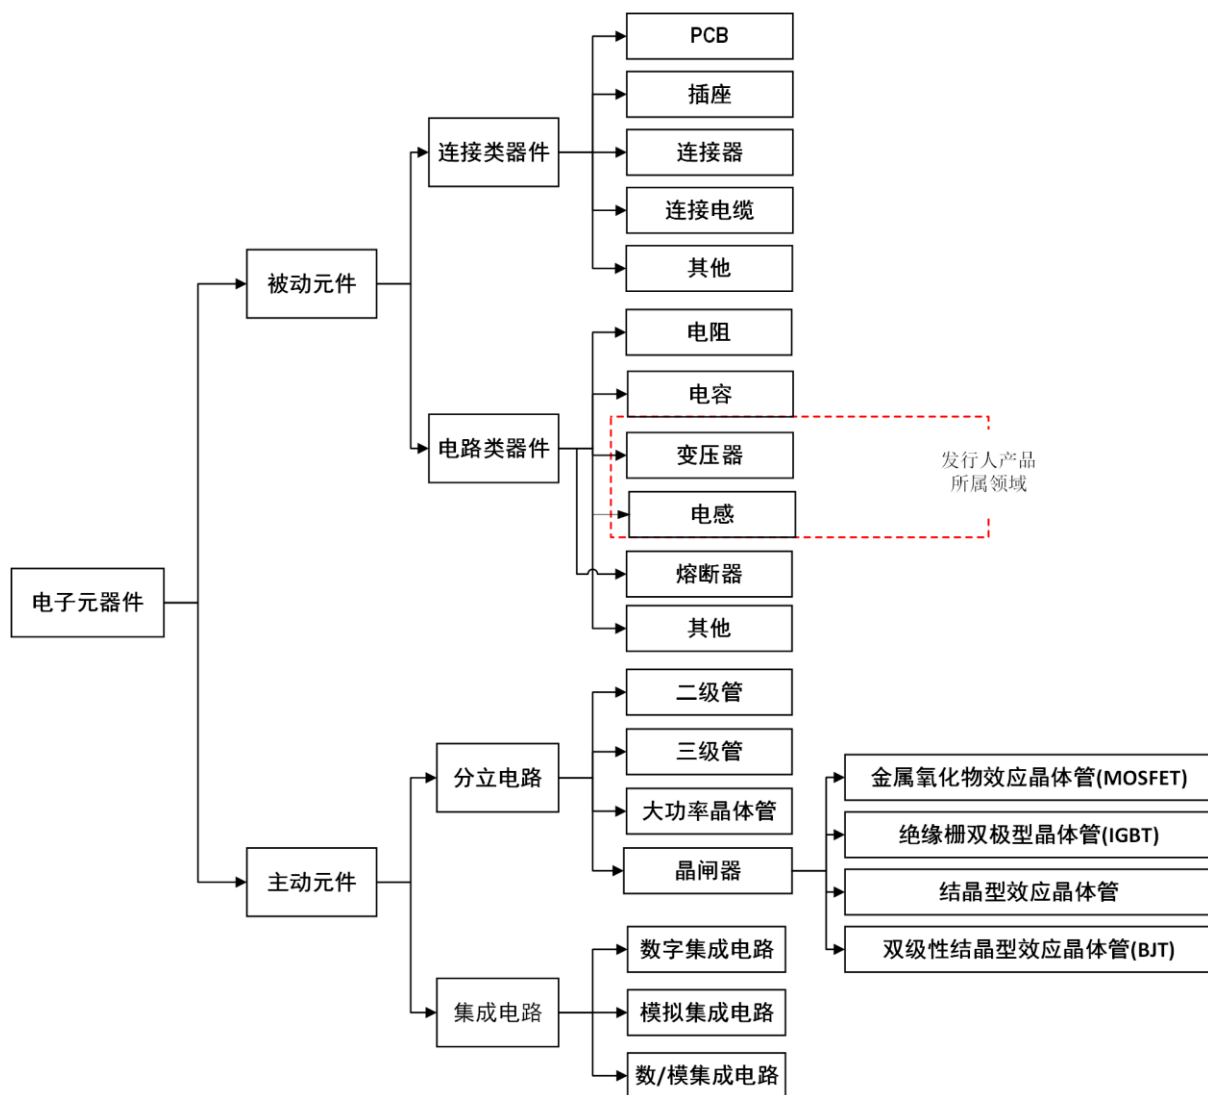 PCB
插座
连接类器件
连接器
连接电缆
被动元件
其他
电阻
电容
电路类器件
变压器
发行人产品
所属领域
电感
熔断器
电子元器件
其他
二级管
三级管
分立电路
金属氧化物效应晶体管(MOSFET)
大功率晶体管
绝缘栅双极型晶体管(IGBT)
主动元件
晶闸器
结晶型效应晶体管
双级性结晶型效应晶体管(BJT)
数字集成电路
集成电路
模拟集成电路
数/模集成电路